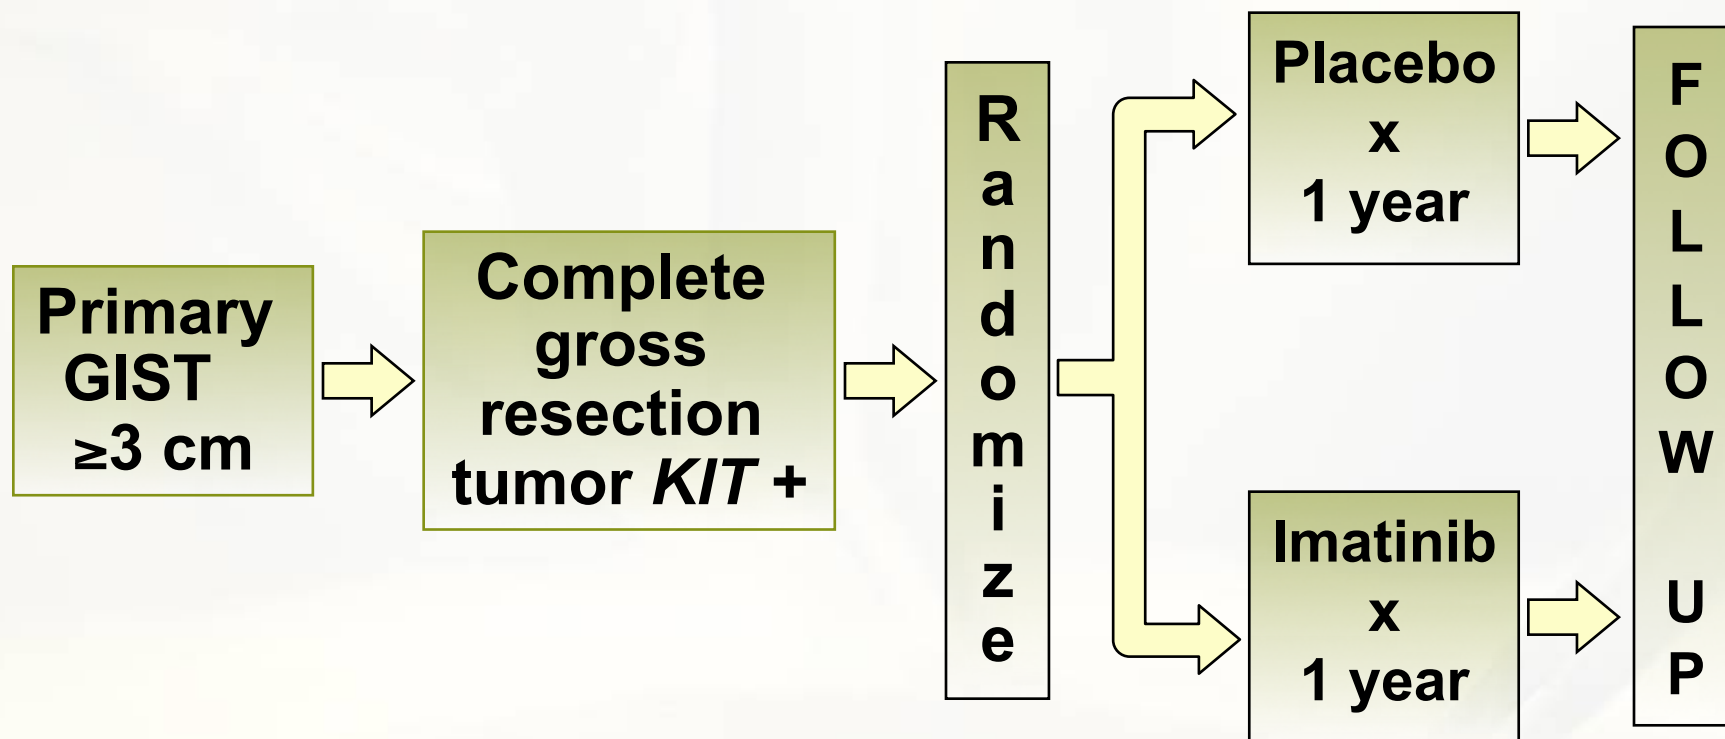 Primary
GIST
≥3 cm
Complete
gross
resection
tumor KIT +
Randomize
Placebo
x
1 year
Imatinib
x
1 year
FOLLOW UP